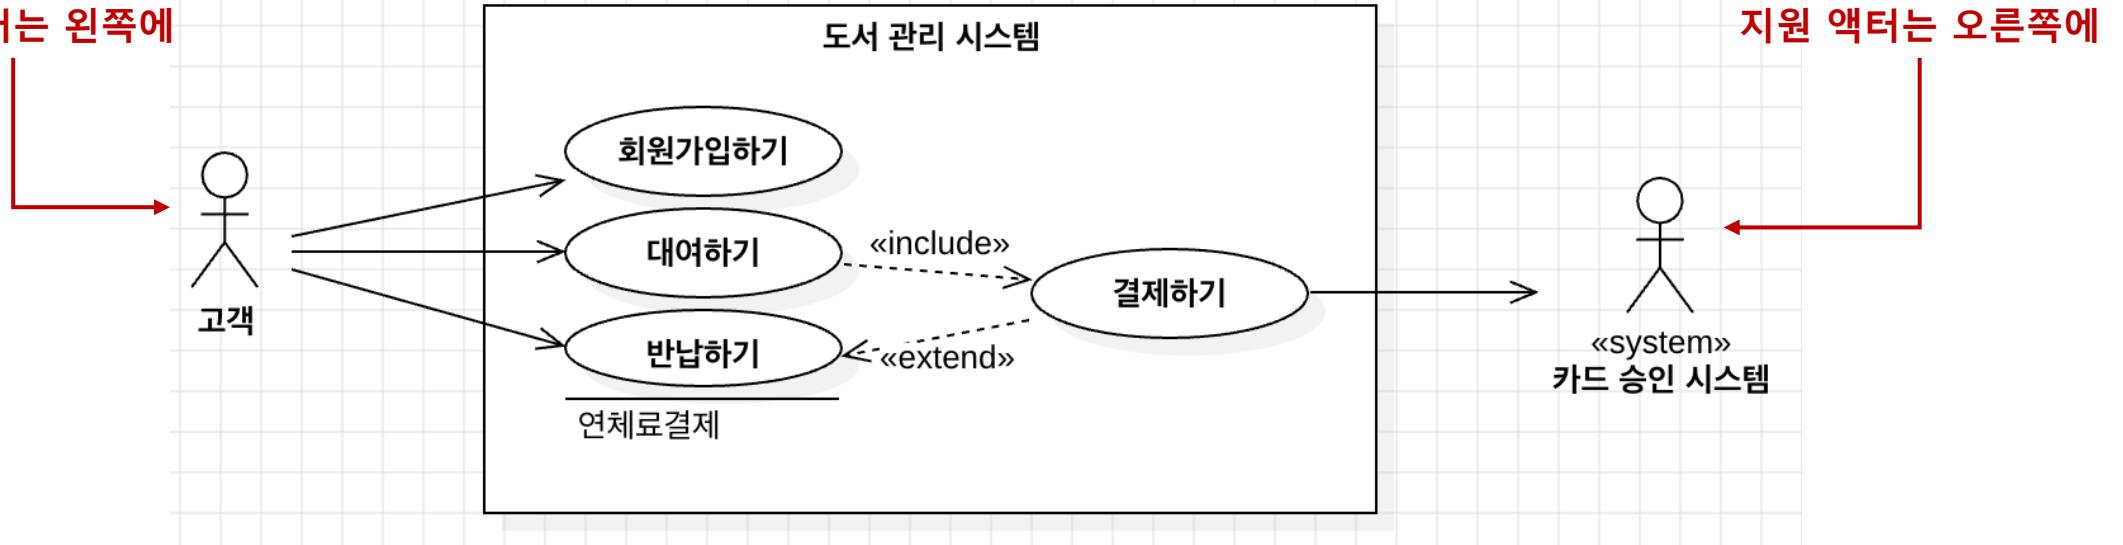 터는 왼쪽에
지원 액터는 오른쪽에
도서 관리 시스템
회원가입하기
대여하기
«include»
결제하기
반납하기
«extend»
연체료결제
고객
«system»
카드 승인 시스템